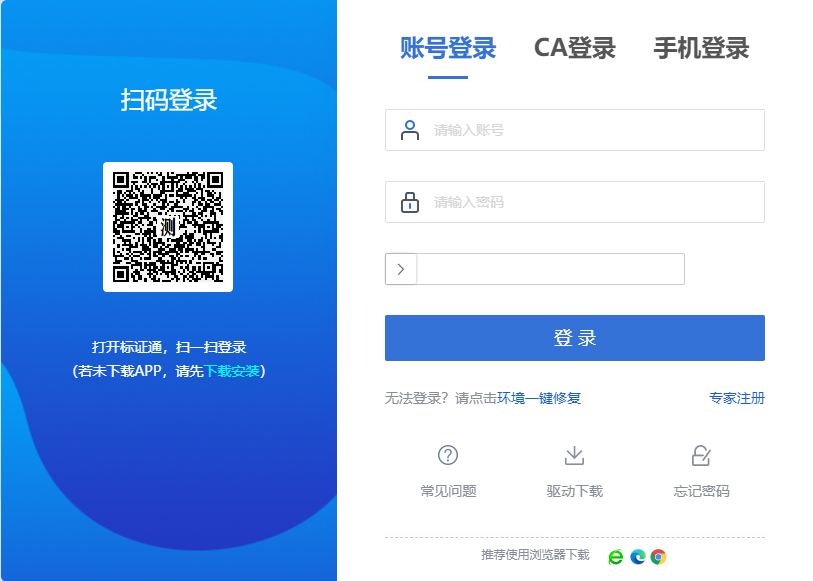 扫码登录
测
打开标证通，扫一扫登录
（若未下载APP，请先下载安装）
账号登录
CA登录
手机登录
请输入账号
请输入密码
登 录
无法登录？请点击环境一键修复
专家注册
常见问题
驱动下载
忘记密码
推荐使用浏览器下载